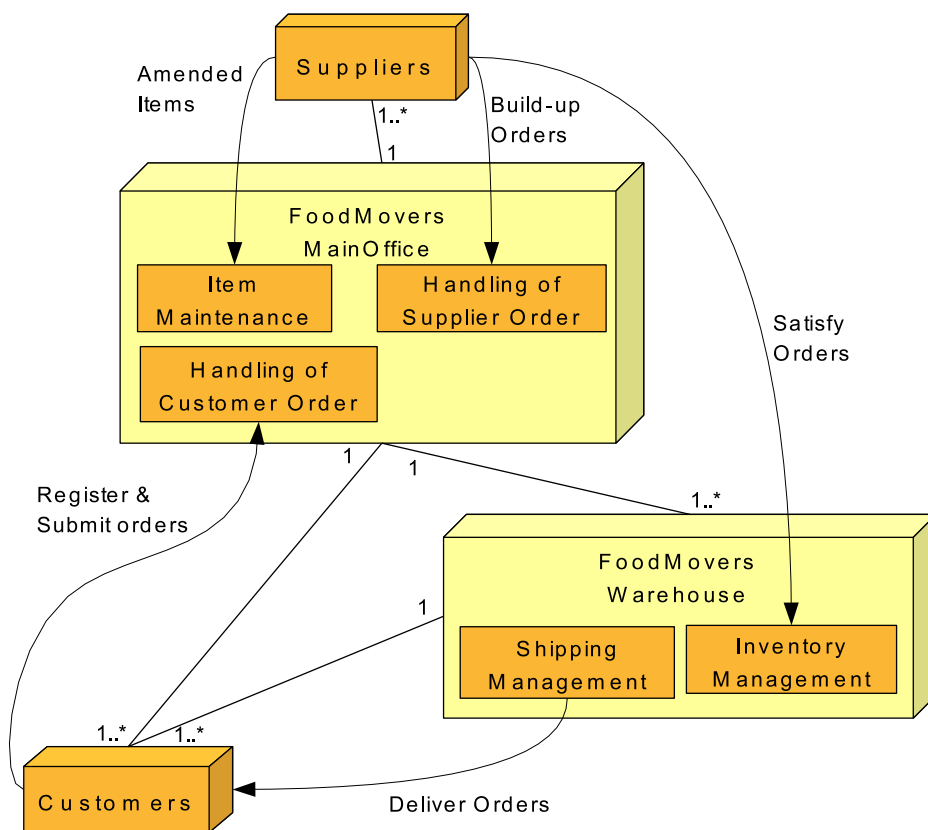 Suppliers
Amended
Items
Build-up
Orders
1..*
1
FoodMovers
MainOffice
Item
Maintenance
Handling of
Supplier Order
Handling of
Customer Order
Satisfy
Orders
1
1
1..*
Register &
Submit orders
FoodMovers
Warehouse
1
Shipping
Management
Inventory
Management
1..*
1..*
Customers
Deliver Orders